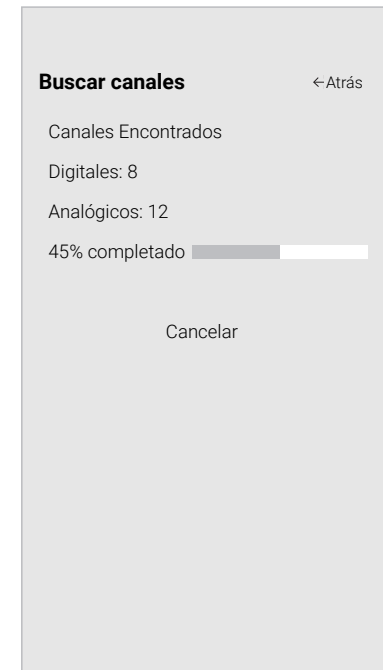 Buscar canales ←Atrás
Canales Encontrados
Digitales: 8
Analógicos: 12
45% completado
Cancelar